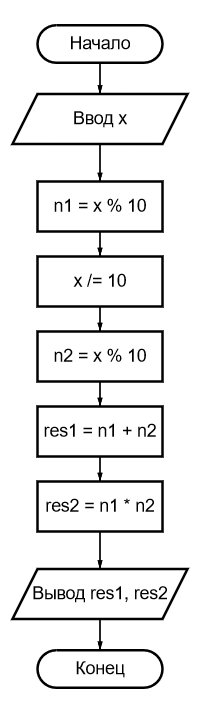 Начало
Ввод x
n1 = x % 10
x /= 10
n2 = x % 10
res1 = n1 + n2
res2 = n1 * n2
Вывод res1, res2
Конец